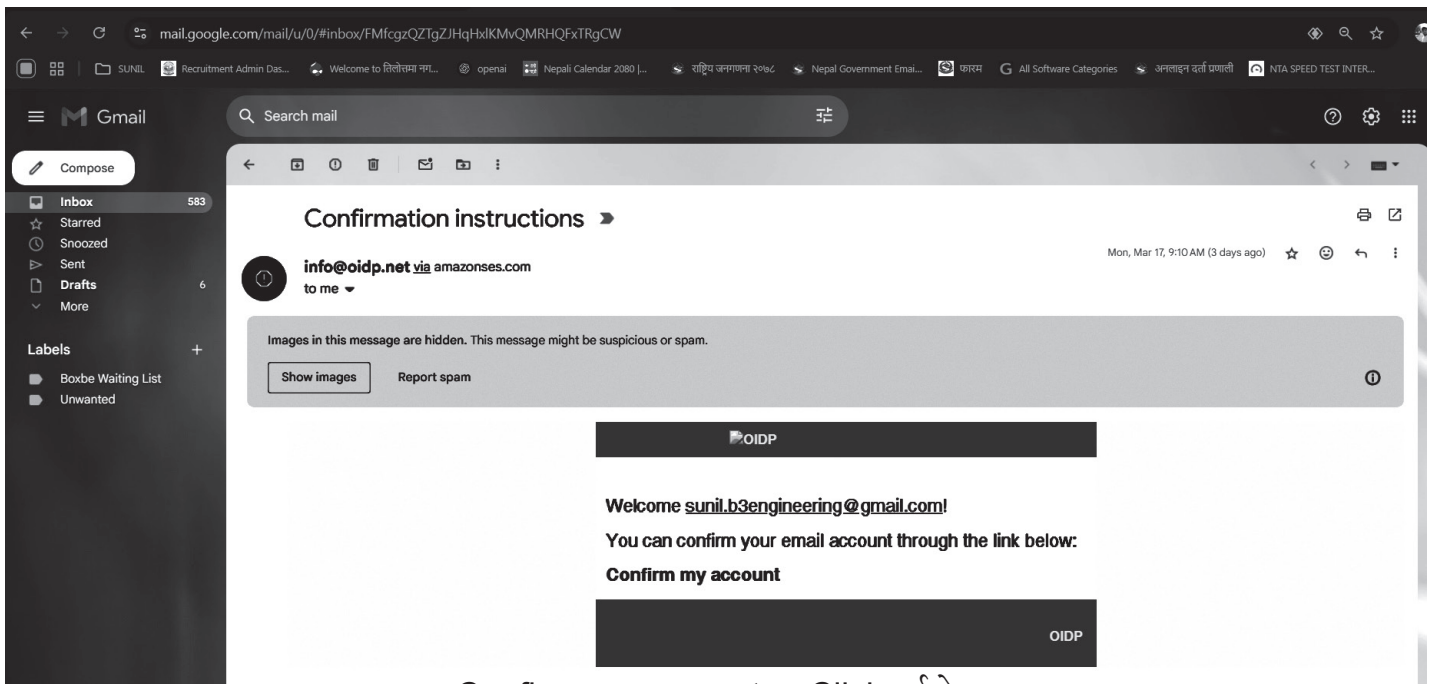 mail.google.com/mail/u/0/#inbox/FMfcgzQZTgZJHqHxlKMvQMRHQFxTRgCW
SUNIL Recruitment Admin Das... Welcome to तिलोत्तमा नग... openai Nepali Calendar 2080 |... राष्ट्रिय जनगणना २०७८ Nepal Government Emai... फारम All Software Categories अनलाइन दर्ता प्रणाली NTA SPEED TEST INTER...
Gmail
Search mail
Compose
Inbox 583
Starred
Snoozed
Sent
Drafts 6
More
Labels
Boxbe Waiting List
Unwanted
Confirmation instructions
info@oidp.net via amazonses.com
Mon, Mar 17, 9:10 AM (3 days ago)
to me
Images in this message are hidden. This message might be suspicious or spam.
Show images Report spam
OIDP
Welcome sunil.b3engineering@gmail.com!
You can confirm your email account through the link below:
Confirm my account
OIDP